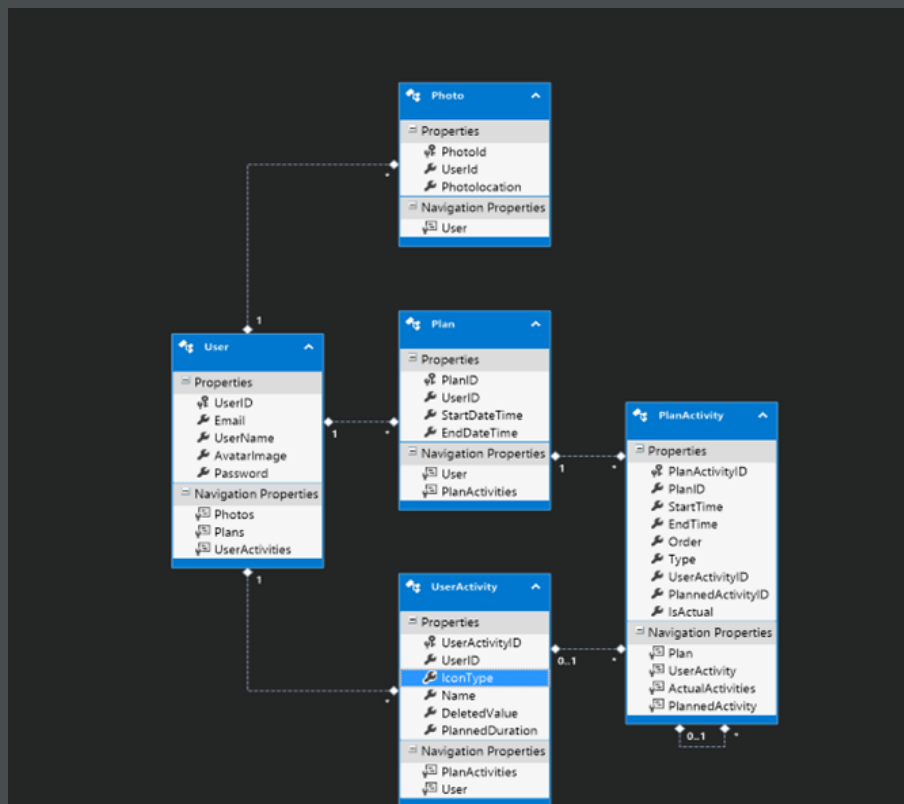 Photo
Properties
PhotoId
UserId
Photolocation
Navigation Properties
User
*
1
User
Properties
UserID
Email
UserName
AvatarImage
Password
Navigation Properties
Photos
Plans
UserActivities
1
*
Plan
Properties
PlanID
UserID
StartDateTime
EndDateTime
Navigation Properties
User
PlanActivities
1
*
PlanActivity
Properties
PlanActivityID
PlanID
StartTime
EndTime
Order
Type
UserActivityID
PlannedActivityID
IsActual
Navigation Properties
Plan
UserActivity
ActualActivities
PlannedActivity
0..1
*
1
*
UserActivity
Properties
UserActivityID
UserID
IconType
Name
DeletedValue
PlannedDuration
Navigation Properties
PlanActivities
User
0..1
*